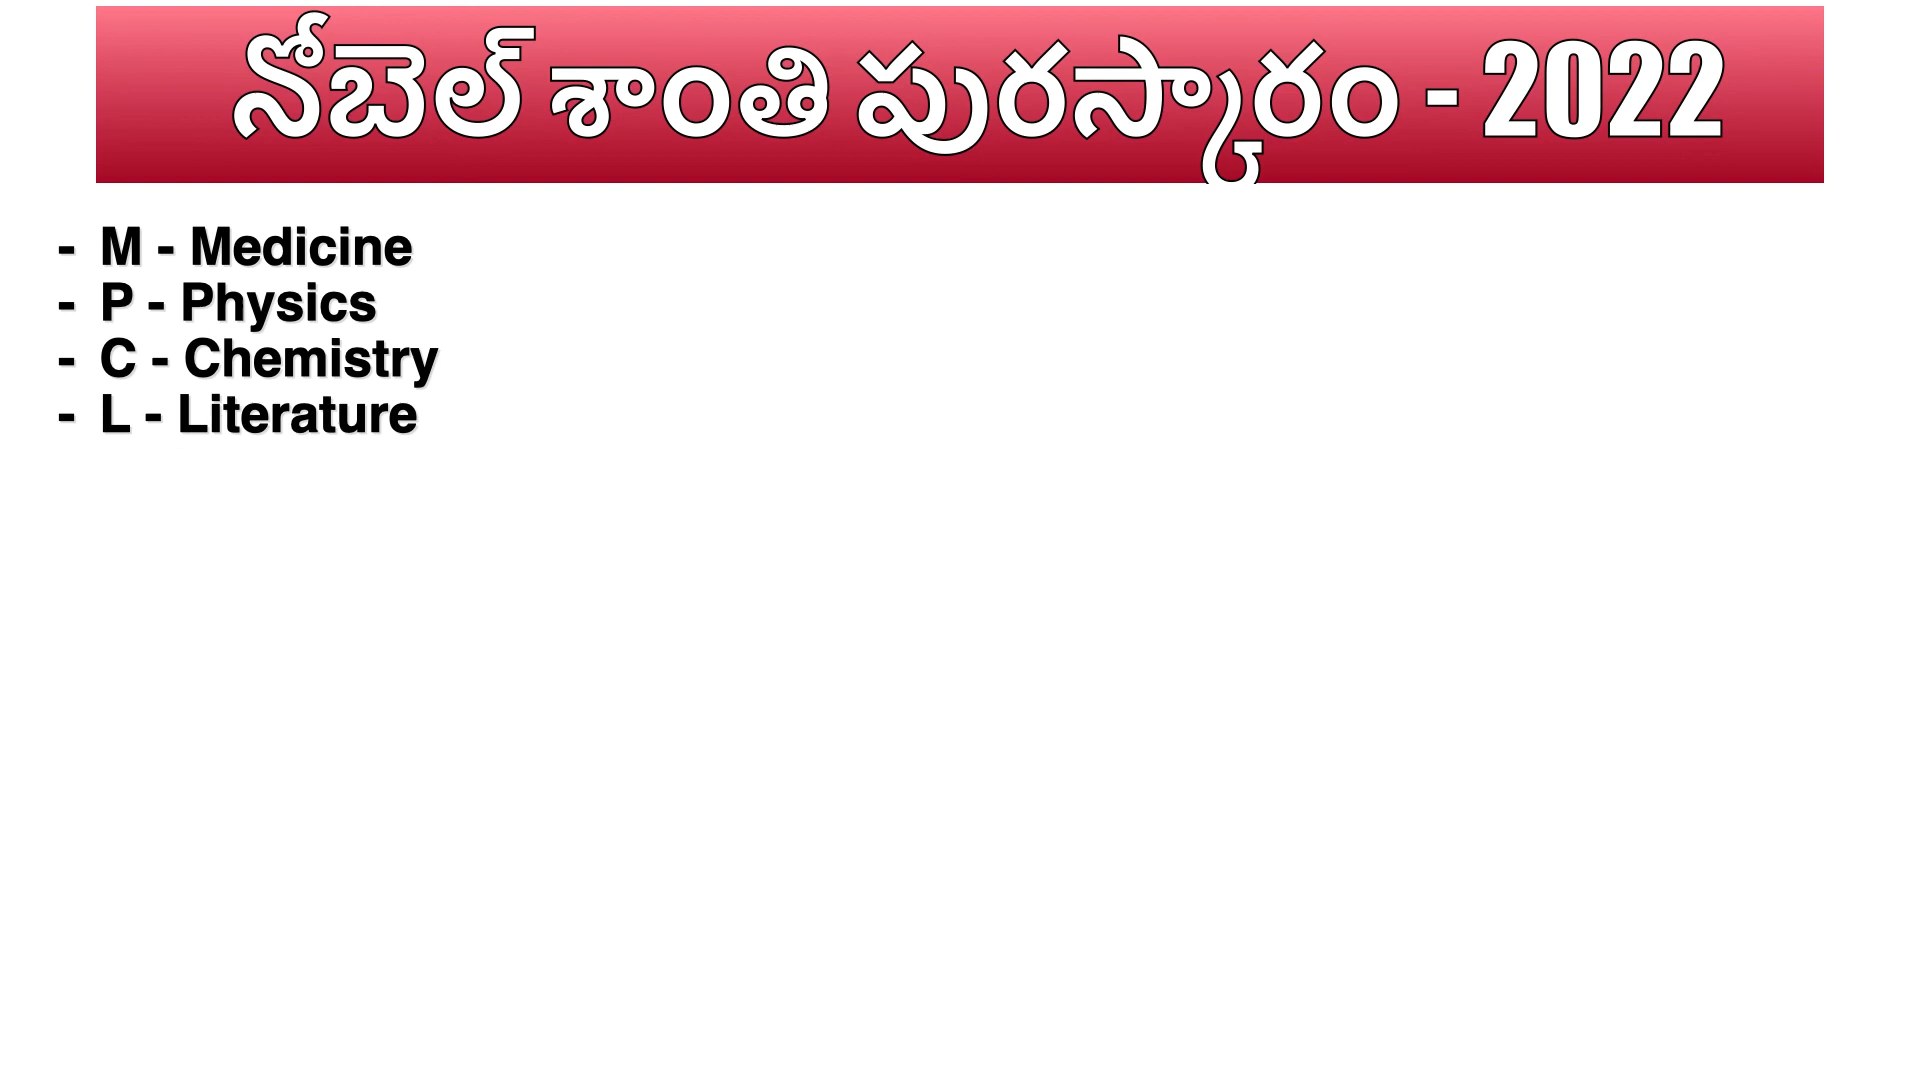 నోబెల్ శాంతి పురస్కారం - 2022
- M - Medicine
- P - Physics
- C - Chemistry
- L - Literature